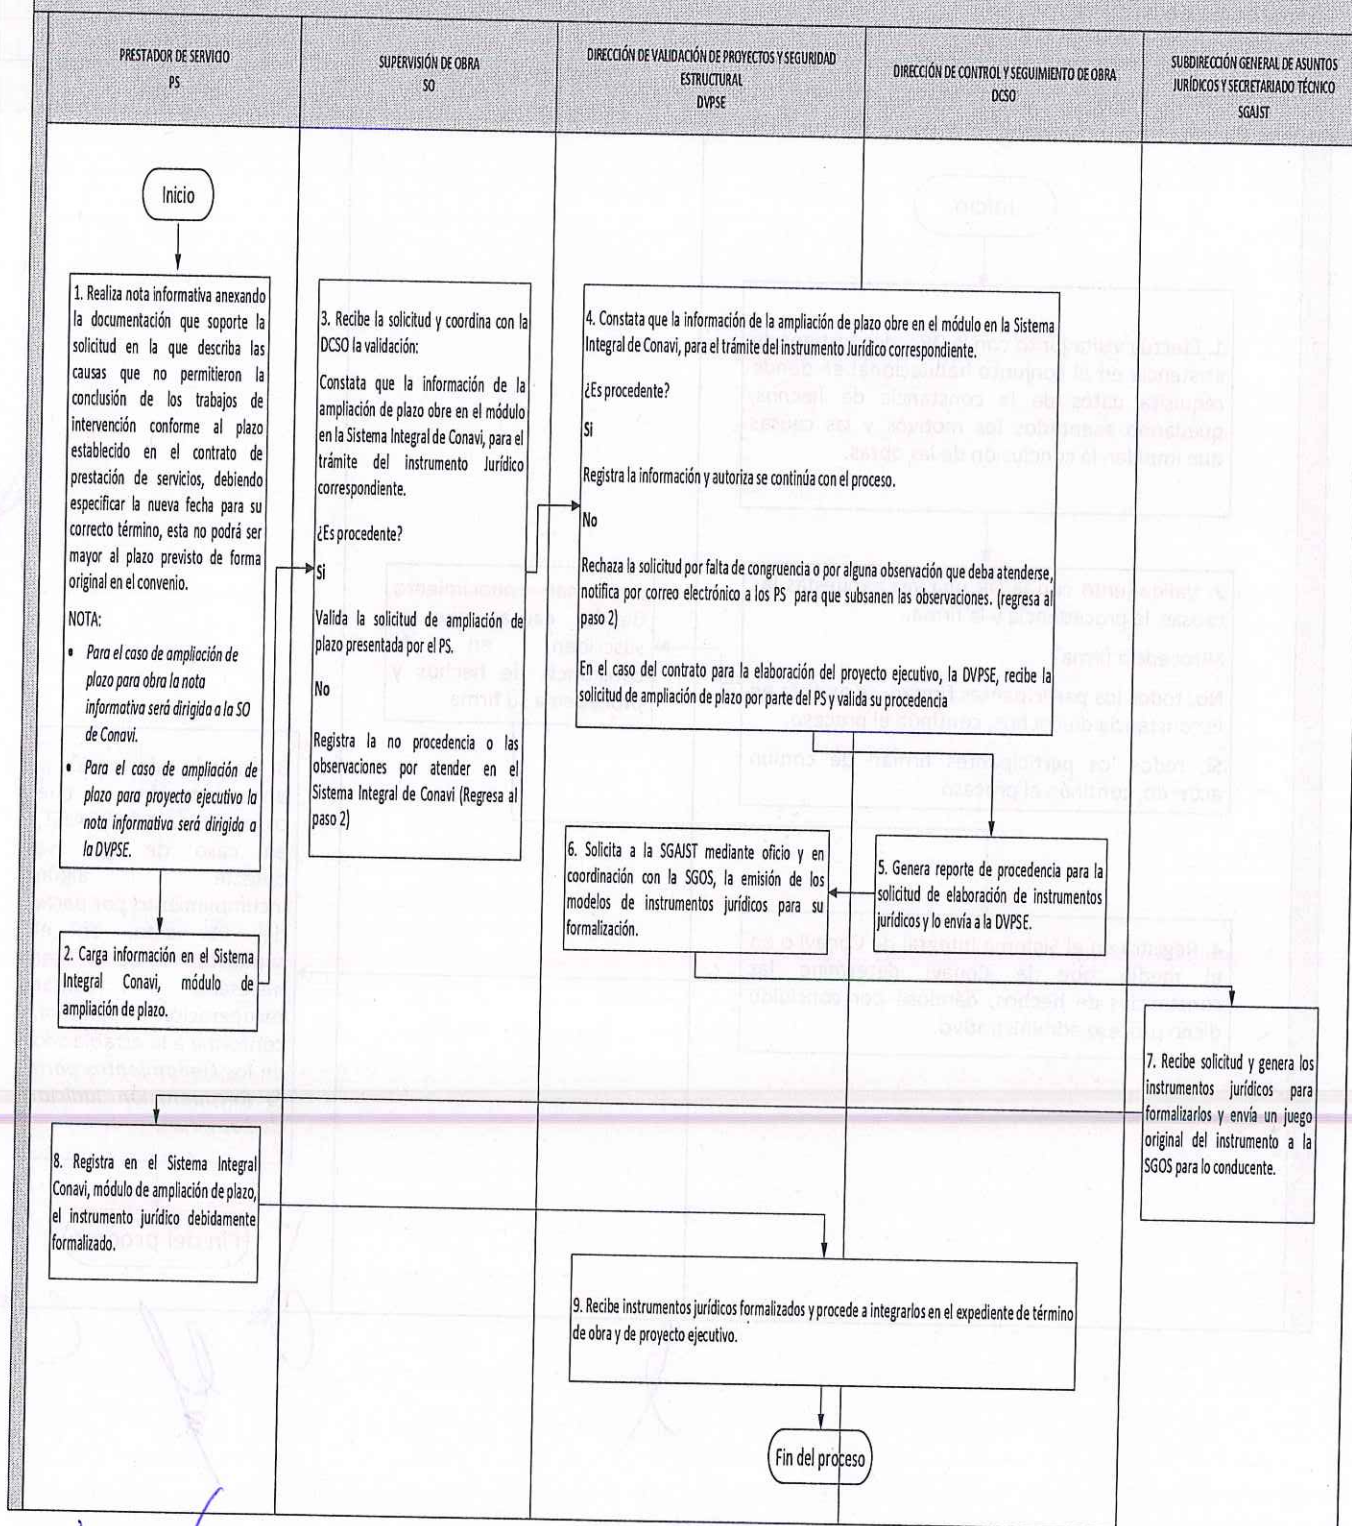 PRESTADOR DE SERVICIO
PS
SUPERVISIÓN DE OBRA
SO
DIRECCIÓN DE VALIDACIÓN DE PROYECTOS Y SEGURIDAD
ESTRUCTURAL
DVPSE
DIRECCIÓN DE CONTROL Y SEGUIMIENTO DE OBRA
DCSO
SUBDIRECCIÓN GENERAL DE ASUNTOS
JURÍDICOS Y SECRETARIADO TÉCNICO
SGAJST
Inicio
1. Realiza nota informativa anexando
la documentación que soporte la
solicitud en la que describa las
causas que no permitieron la
conclusión de los trabajos de
intervención conforme al plazo
establecido en el contrato de
prestación de servicios, debiendo
especificar la nueva fecha para su
correcto término, esta no podrá ser
mayor al plazo previsto de forma
original en el convenio.
NOTA:
• Para el caso de ampliación de
plazo para obra la nota
informativa será dirigida a la SO
de Conavi.
• Para el caso de ampliación de
plazo para proyecto ejecutivo la
nota informativa será dirigida a
la DVPSE.
2. Carga información en el Sistema
Integral Conavi, módulo de
ampliación de plazo.
3. Recibe la solicitud y coordina con la
DCSO la validación:
Constata que la información de la
ampliación de plazo obre en el módulo
en la Sistema Integral de Conavi, para el
trámite del instrumento Jurídico
correspondiente.
¿Es procedente?
Si
Valida la solicitud de ampliación de
plazo presentada por el PS.
No
Registra la no procedencia o las
observaciones por atender en el
Sistema Integral de Conavi (Regresa al
paso 2)
4. Constata que la información de la ampliación de plazo obre en el módulo en la Sistema
Integral de Conavi, para el trámite del instrumento Jurídico correspondiente.
¿Es procedente?
Si
Registra la información y autoriza se continúa con el proceso.
No
Rechaza la solicitud por falta de congruencia o por alguna observación que deba atenderse,
notifica por correo electrónico a los PS para que subsanen las observaciones. (regresa al
paso 2)
En el caso del contrato para la elaboración del proyecto ejecutivo, la DVPSE, recibe la
solicitud de ampliación de plazo por parte del PS y valida su procedencia
5. Genera reporte de procedencia para la
solicitud de elaboración de instrumentos
jurídicos y lo envía a la DVPSE.
6. Solicita a la SGAJST mediante oficio y en
coordinación con la SGOS, la emisión de los
modelos de instrumentos jurídicos para su
formalización.
7. Recibe solicitud y genera los
instrumentos jurídicos para
formalizarlos y envía un juego
original del instrumento a la
SGOS para lo conducente.
8. Registra en el Sistema Integral
Conavi, módulo de ampliación de plazo,
el instrumento jurídico debidamente
formalizado.
9. Recibe instrumentos jurídicos formalizados y procede a integrarlos en el expediente de término
de obra y de proyecto ejecutivo.
Fin del proceso